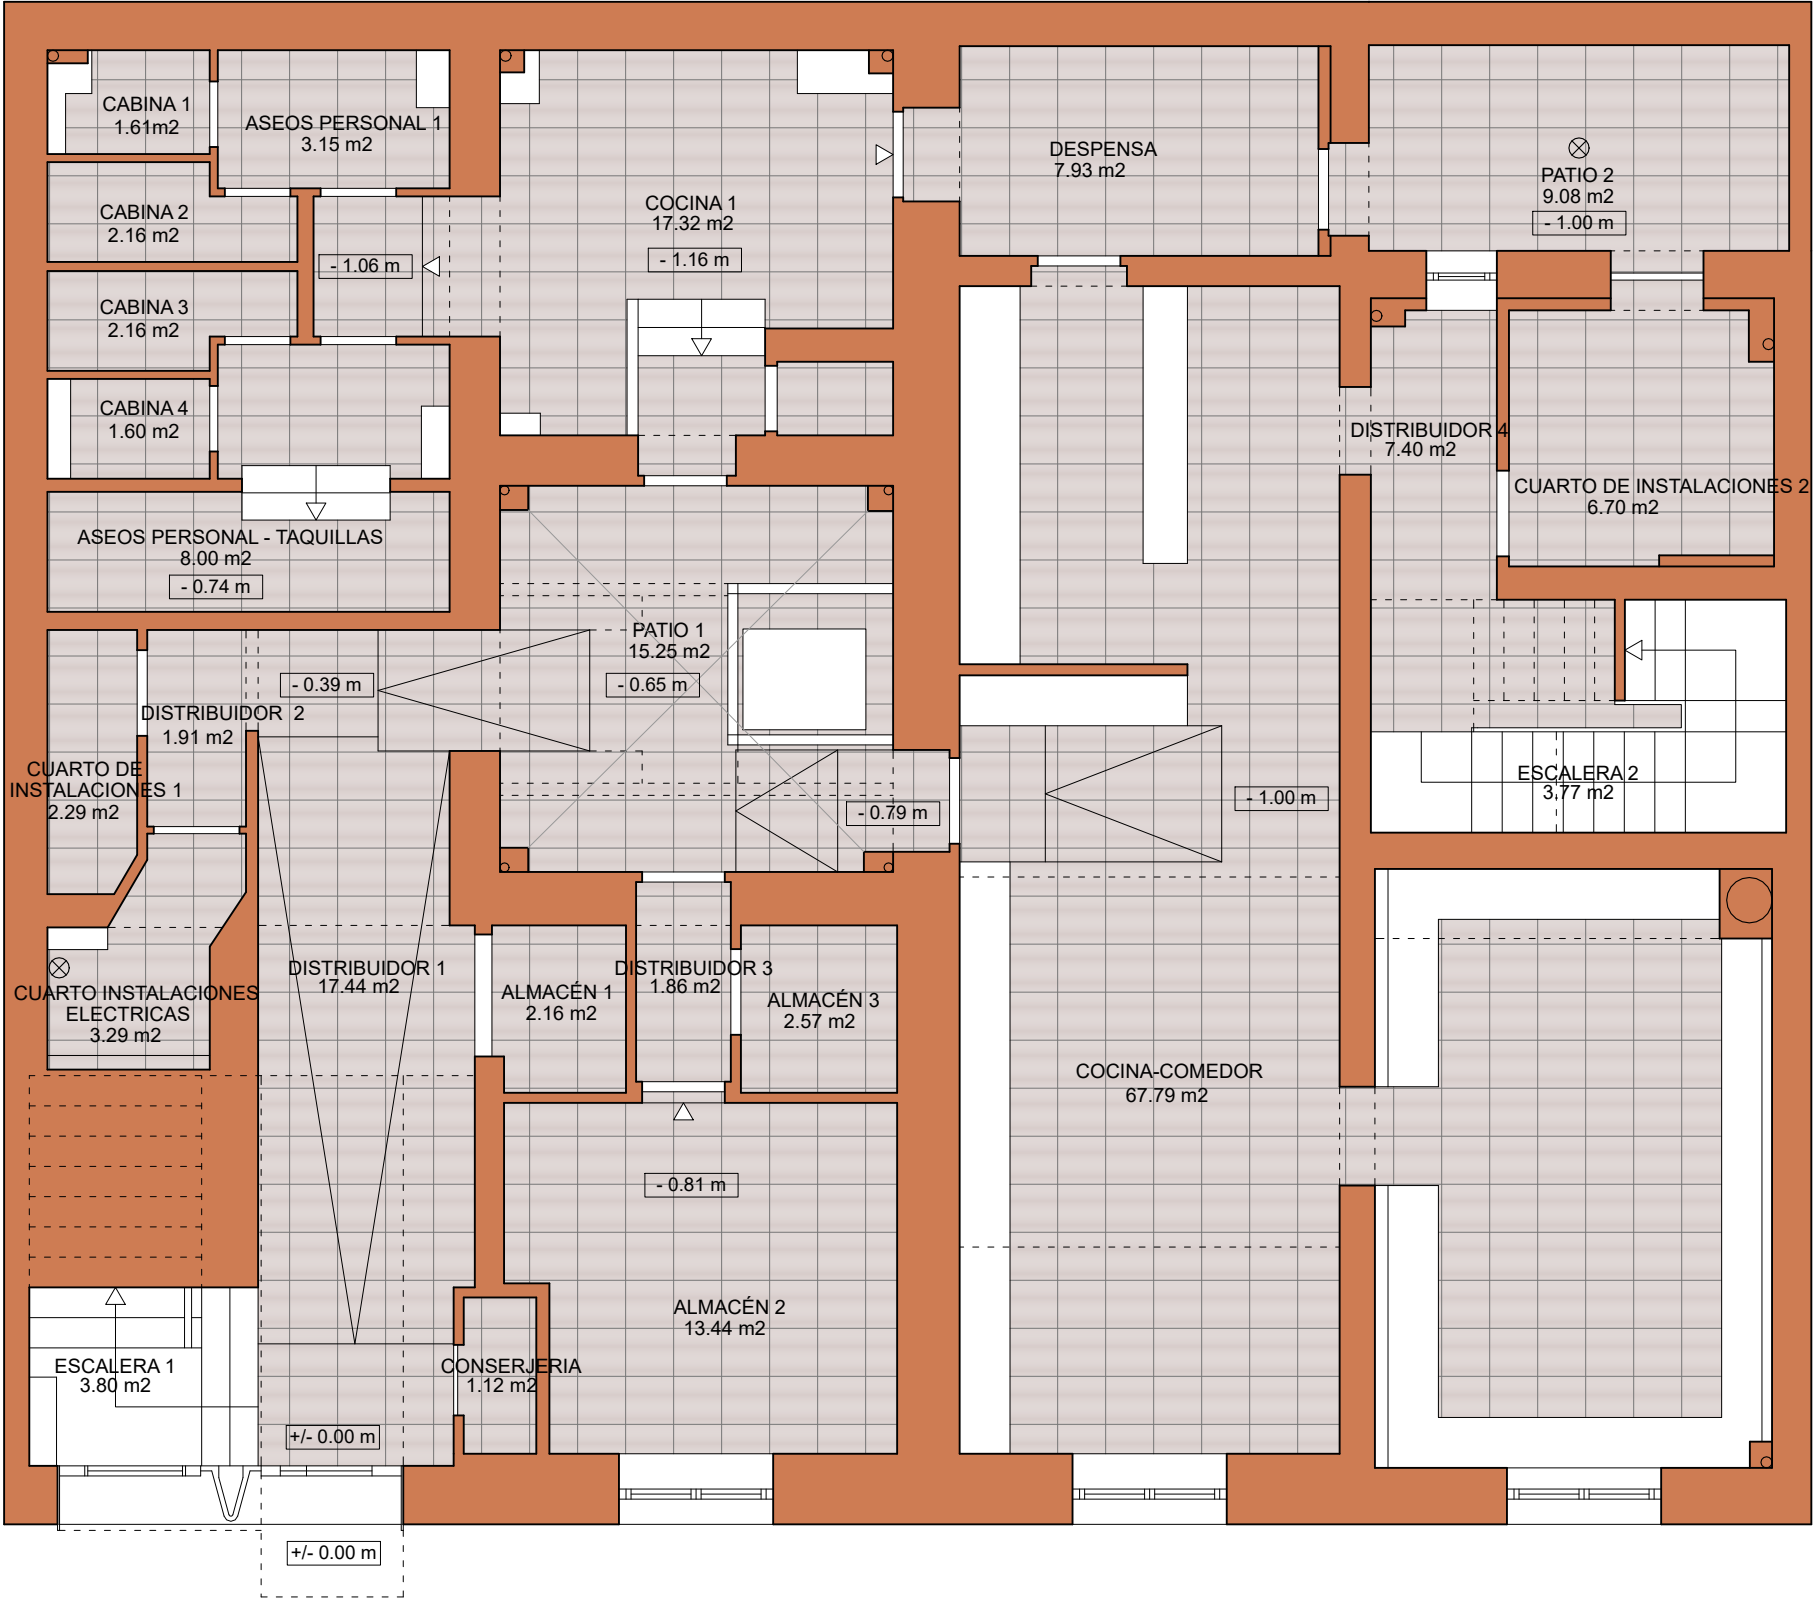 CABINA 1
1.61m2
ASEOS PERSONAL 1
3.15 m2
CABINA 2
2.16 m2
CABINA 3
2.16 m2
CABINA 4
1.60 m2
- 1.06 m
COCINA 1
17.32 m2
- 1.16 m
DESPENSA
7.93 m2
PATIO 2
9.08 m2
- 1.00 m
DISTRIBUIDOR 4
7.40 m2
CUARTO DE INSTALACIONES 2
6.70 m2
ASEOS PERSONAL - TAQUILLAS
8.00 m2
- 0.74 m
PATIO 1
15.25 m2
- 0.65 m
- 0.39 m
DISTRIBUIDOR 2
1.91 m2
CUARTO DE
INSTALACIONES 1
2.29 m2
- 0.79 m
- 1.00 m
ESCALERA 2
3.77 m2
CUARTO INSTALACIONES
ELECTRICAS
3.29 m2
DISTRIBUIDOR 1
17.44 m2
ALMACÉN 1
2.16 m2
DISTRIBUIDOR 3
1.86 m2
ALMACÉN 3
2.57 m2
COCINA-COMEDOR
67.79 m2
- 0.81 m
ALMACÉN 2
13.44 m2
ESCALERA 1
3.80 m2
CONSERJERIA
1.12 m2
+/- 0.00 m
+/- 0.00 m